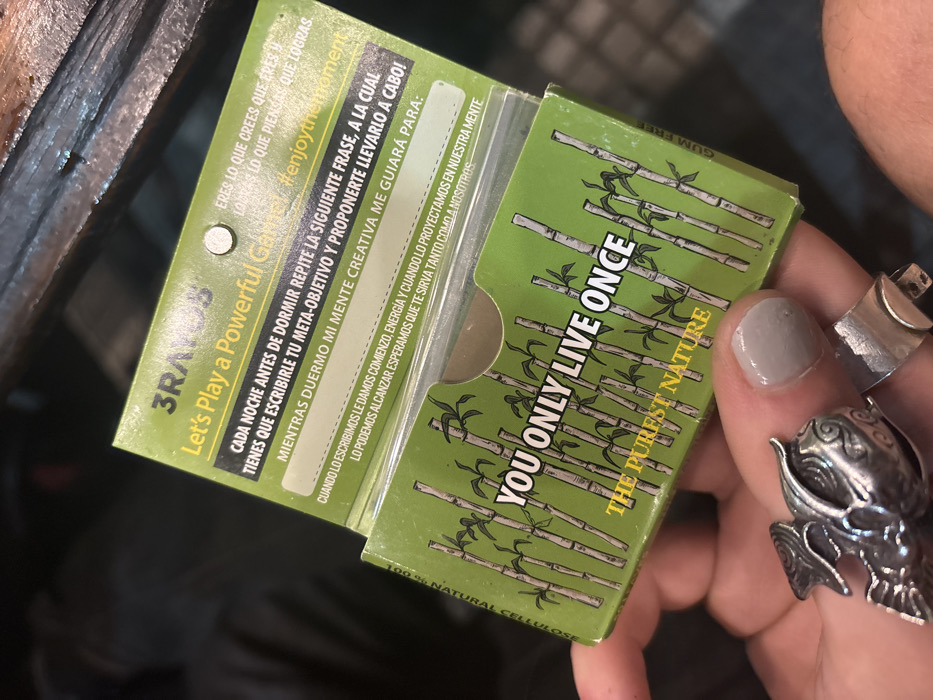 3RAYOS
ERES LO QUE CREES QUE ERES Y
LO QUE PIENSAS QUE LOGRAS.
Let's Play a Powerful Game #enjoythemoment
CADA NOCHE ANTES DE DORMIR REPITE LA SIGUIENTE FRASE, A LA CUAL
TIENES QUE ESCRIBIRLE TU META-OBJETIVO Y PROPONERTE LLEVARLO A CABO!
MIENTRAS DUERMO MI MENTE CREATIVA ME GUIARÁ PARA:
CUANDO LO ESCRIBIMOS LE DAMOS COMIENZO, ENERGÍA Y CUANDO LO PROYECTAMOS EN NUESTRA MENTE
LO PODEMOS ALCANZAR. ESPERAMOS QUE TE SIRVA TANTO COMO A NOSOTROS.
YOU ONLY LIVE ONCE
THE PUREST NATURE
GUM FREE
100% NATURAL CELLULOSE